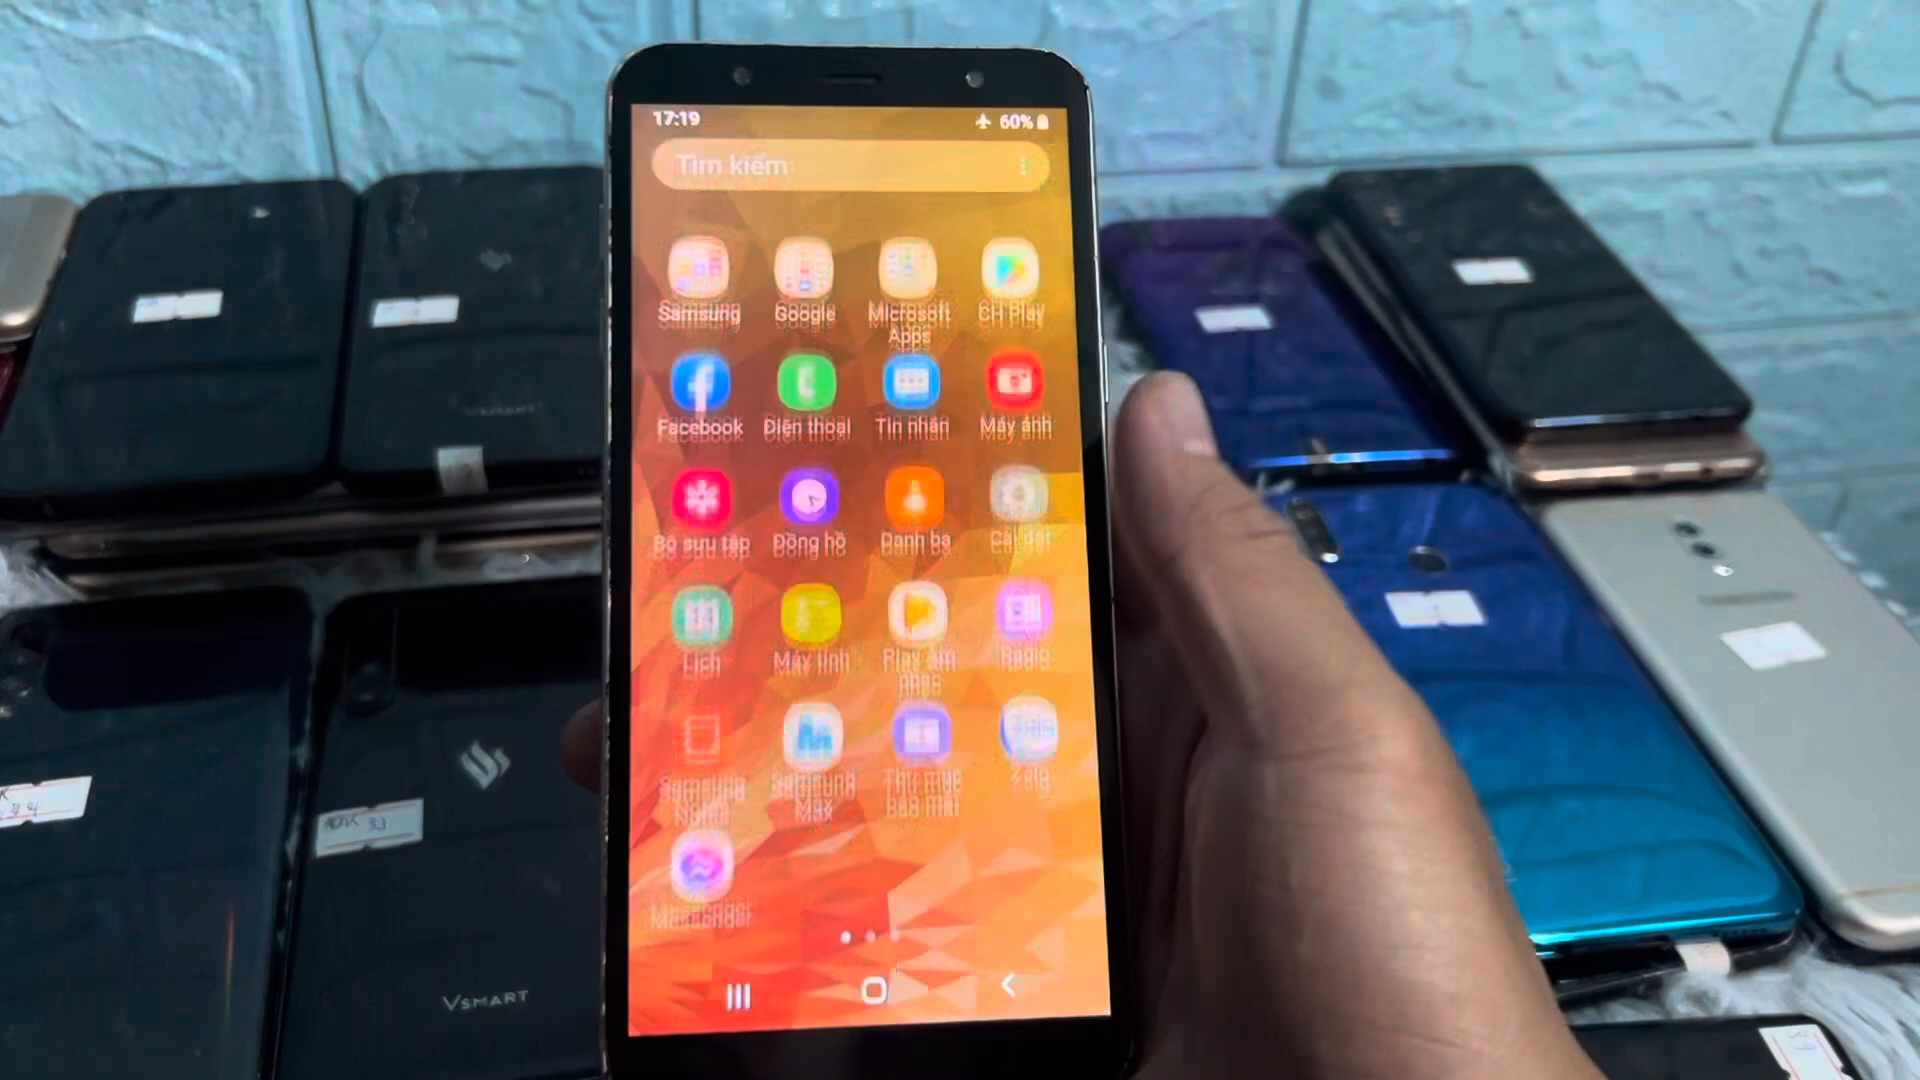 17:19
60%
Tìm kiếm
Samsung
Google
Microsoft Apps
CH Play
Facebook
Điện thoại
Tin nhắn
Máy ảnh
Bộ sưu tập
Đồng hồ
Danh bạ
Cài đặt
Lịch
Máy tính
Play
Radio
Samsung Notes
Samsung Max
Thư mục bảo mật
Zalo
Messenger
VSMART
VSMART